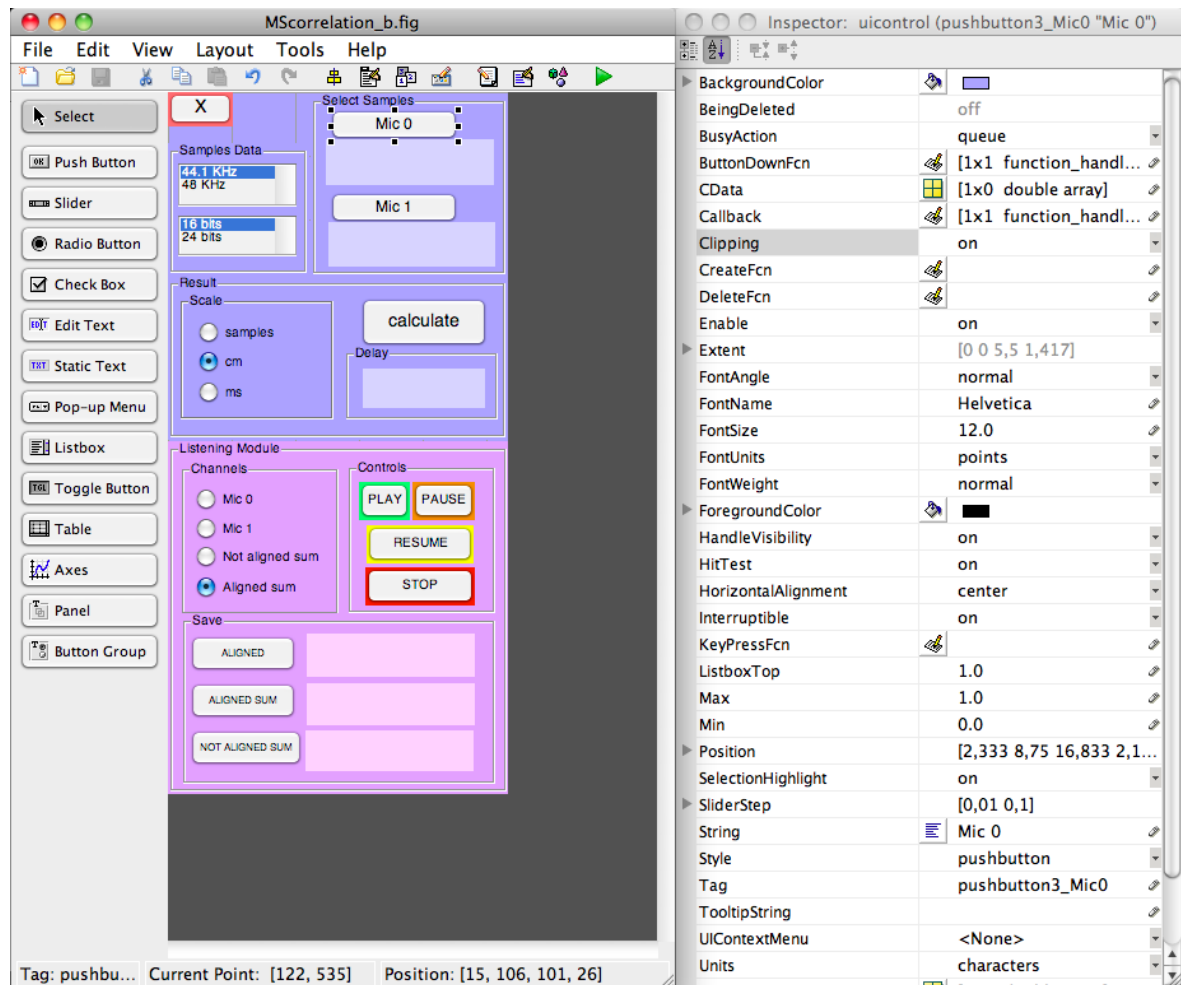 MScorrelation_b.fig
File Edit View Layout Tools Help
Select
OK Push Button
Slider
Radio Button
Check Box
EDIT Edit Text
TXT Static Text
Pop-up Menu
Listbox
TGL Toggle Button
Table
Axes
Panel
Button Group
X
Select Samples
Mic 0
Mic 1
Samples Data
44.1 KHz
48 KHz
16 bits
24 bits
Result
Scale
samples
cm
ms
calculate
Delay
Listening Module
Channels
Mic 0
Mic 1
Not aligned sum
Aligned sum
Controls
PLAY PAUSE
RESUME
STOP
Save
ALIGNED
ALIGNED SUM
NOT ALIGNED SUM
Tag: pushbu... Current Point: [122, 535] Position: [15, 106, 101, 26]
Inspector: uicontrol (pushbutton3_Mic0 "Mic 0")
BackgroundColor
BeingDeleted off
BusyAction queue
ButtonDownFcn [1x1 function_handl...
CData [1x0 double array]
Callback [1x1 function_handl...
Clipping on
CreateFcn
DeleteFcn
Enable on
Extent [0 0 5,5 1,417]
FontAngle normal
FontName Helvetica
FontSize 12.0
FontUnits points
FontWeight normal
ForegroundColor
HandleVisibility on
HitTest on
HorizontalAlignment center
Interruptible on
KeyPressFcn
ListboxTop 1.0
Max 1.0
Min 0.0
Position [2,333 8,75 16,833 2,1...
SelectionHighlight on
SliderStep [0,01 0,1]
String Mic 0
Style pushbutton
Tag pushbutton3_Mic0
TooltipString
UIContextMenu <None>
Units characters